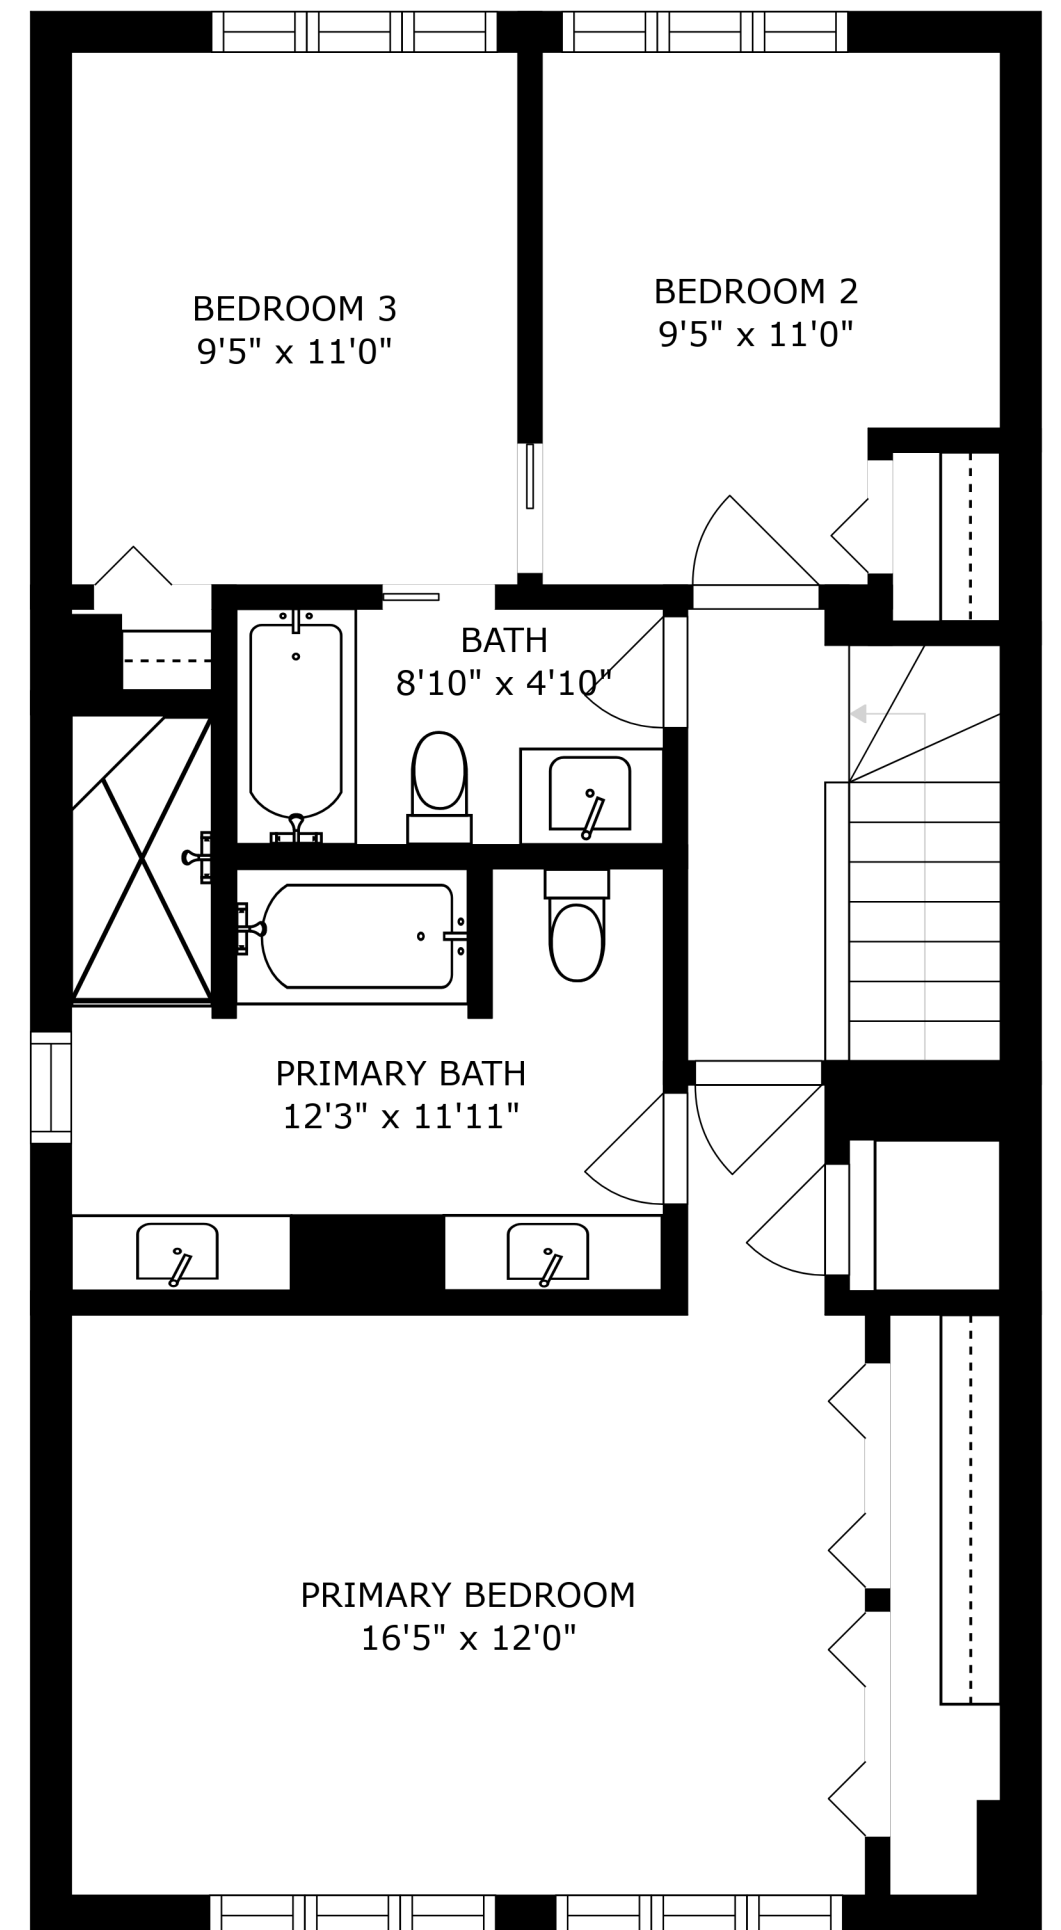 BEDROOM 3
9'5" x 11'0"
BEDROOM 2
9'5" x 11'0"
BATH
8'10" x 4'10"
PRIMARY BATH
12'3" x 11'11"
PRIMARY BEDROOM
16'5" x 12'0"